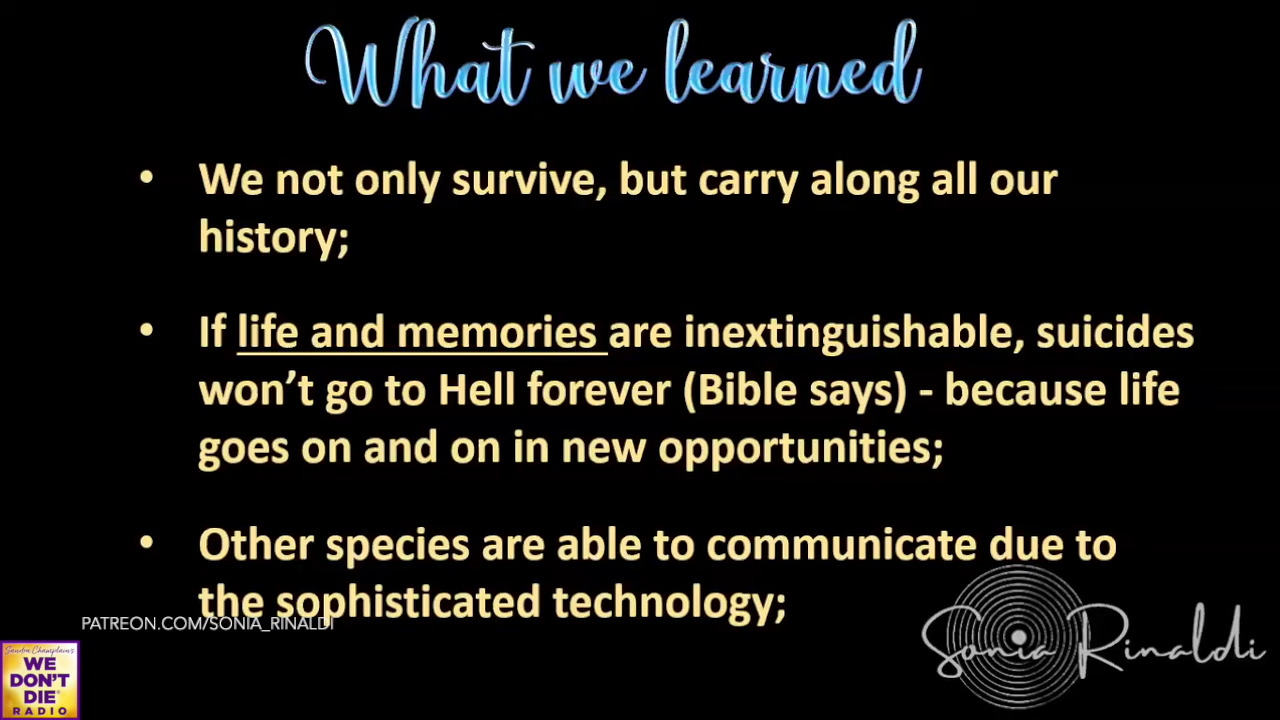 What we learned
• We not only survive, but carry along all our
history;
• If life and memories are inextinguishable, suicides
won't go to Hell forever (Bible says) - because life
goes on and on in new opportunities;
• Other species are able to communicate due to
the sophisticated technology;
PATREON.COM/SONIA_RINALDI
Sonia Rinaldi
Sandra Champlain's
WE
DON'T
DIE®
RADIO